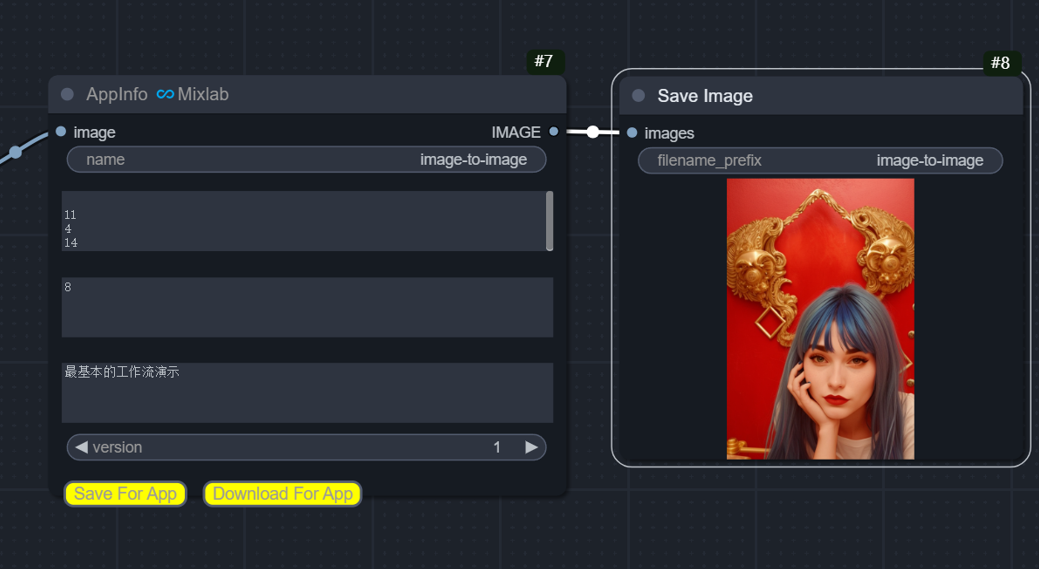 #7
AppInfo ∞Mixlab
image
IMAGE
name
image-to-image
11
4
14
8
最基本的工作流演示
version
1
Save For App
Download For App
#8
Save Image
images
filename_prefix
image-to-image